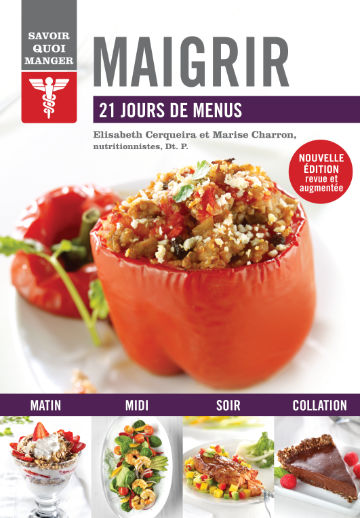 SAVOIR
QUOI
MANGER
MAIGRIR
21 JOURS DE MENUS
Elisabeth Cerqueira et Marise Charron,
nutritionnistes, Dt. P.
NOUVELLE
ÉDITION
revue et
augmentée
MATIN MIDI SOIR COLLATION